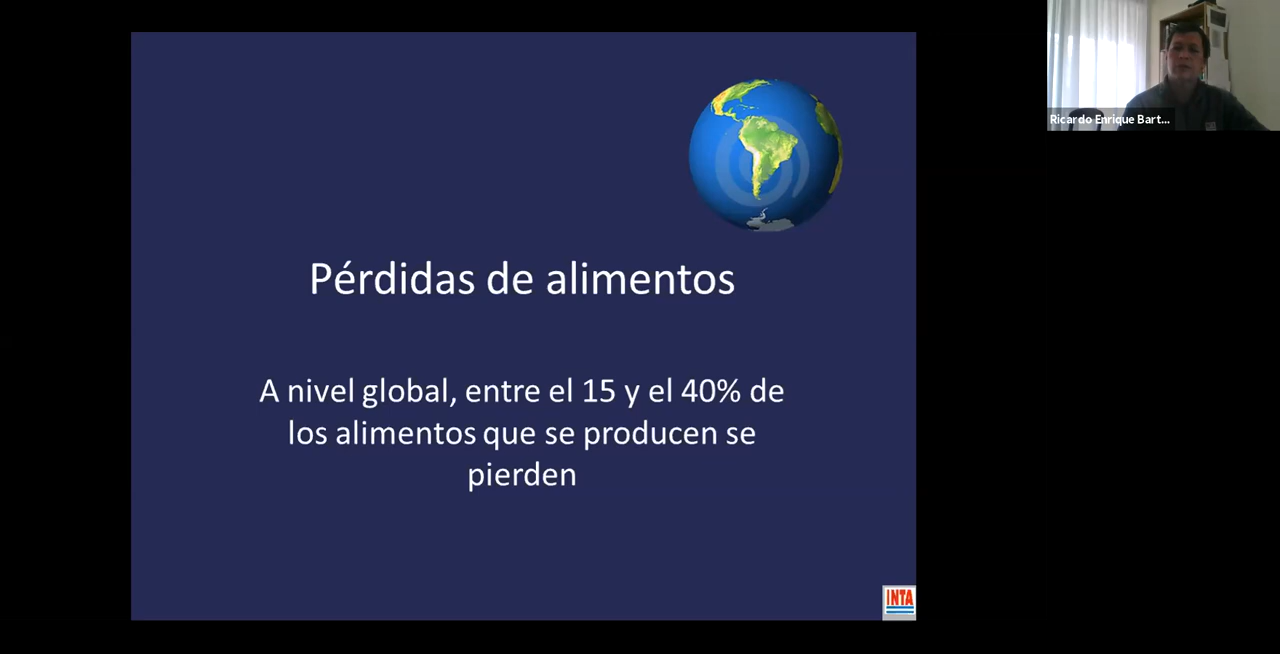 Ricardo Enrique Bart...
Pérdidas de alimentos
A nivel global, entre el 15 y el 40% de
los alimentos que se producen se
pierden
INTA